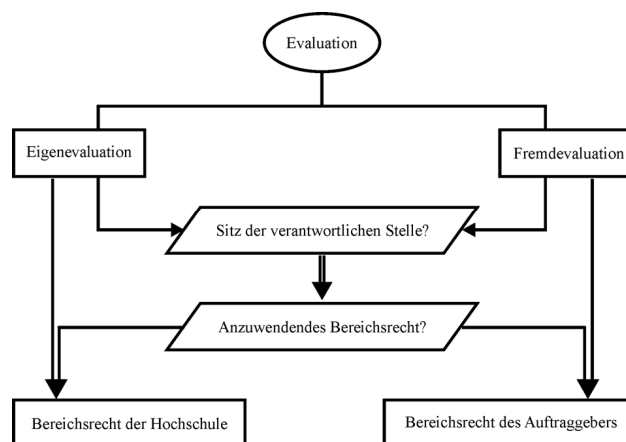 Evaluation
Eigenevaluation
Fremdevaluation
Sitz der verantwortlichen Stelle?
Anzuwendendes Bereichsrecht?
Bereichsrecht der Hochschule
Bereichsrecht des Auftraggebers